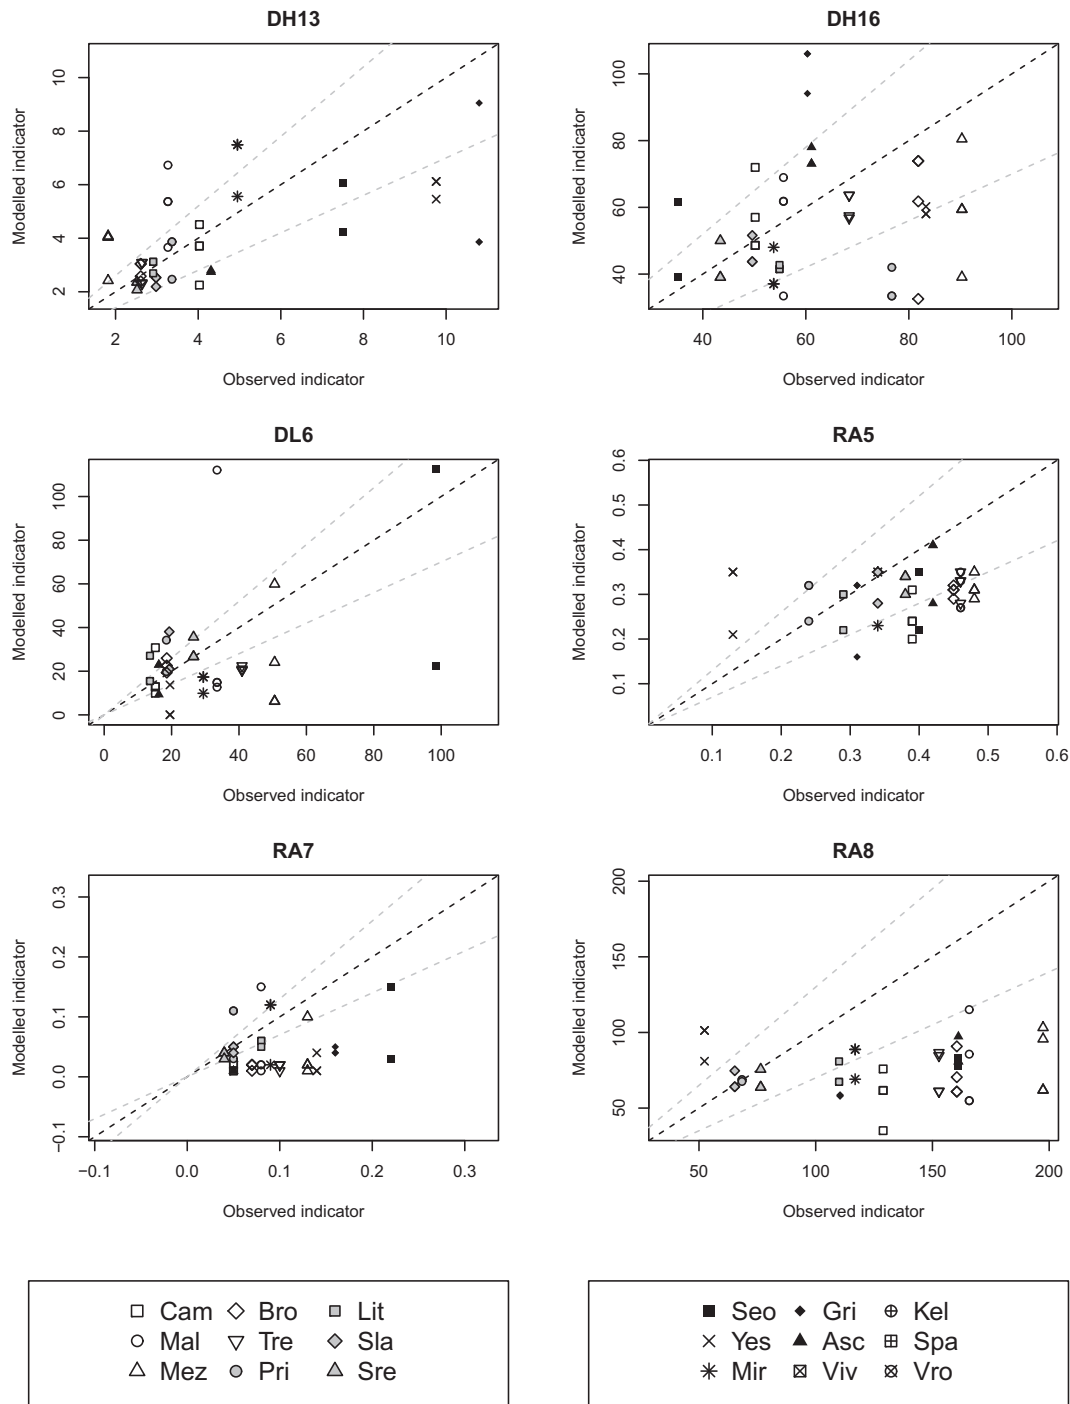 DH13
DH16
Modelled indicator
2 4 6 8 10
2 4 6 8 10
Observed indicator
Modelled indicator
40 60 80 100
40 60 80 100
Observed indicator
DL6
RA5
Modelled indicator
0 20 40 60 80 100
0 20 40 60 80 100
Observed indicator
Modelled indicator
0.1 0.2 0.3 0.4 0.5 0.6
0.1 0.2 0.3 0.4 0.5 0.6
Observed indicator
RA7
RA8
Modelled indicator
−0.1 0.0 0.1 0.2 0.3
−0.1 0.0 0.1 0.2 0.3
Observed indicator
Modelled indicator
50 100 150 200
50 100 150 200
Observed indicator
Cam Bro Lit
Mal Tre Sla
Mez Pri Sre
Seo Gri Kel
Yes Asc Spa
Mir Viv Vro